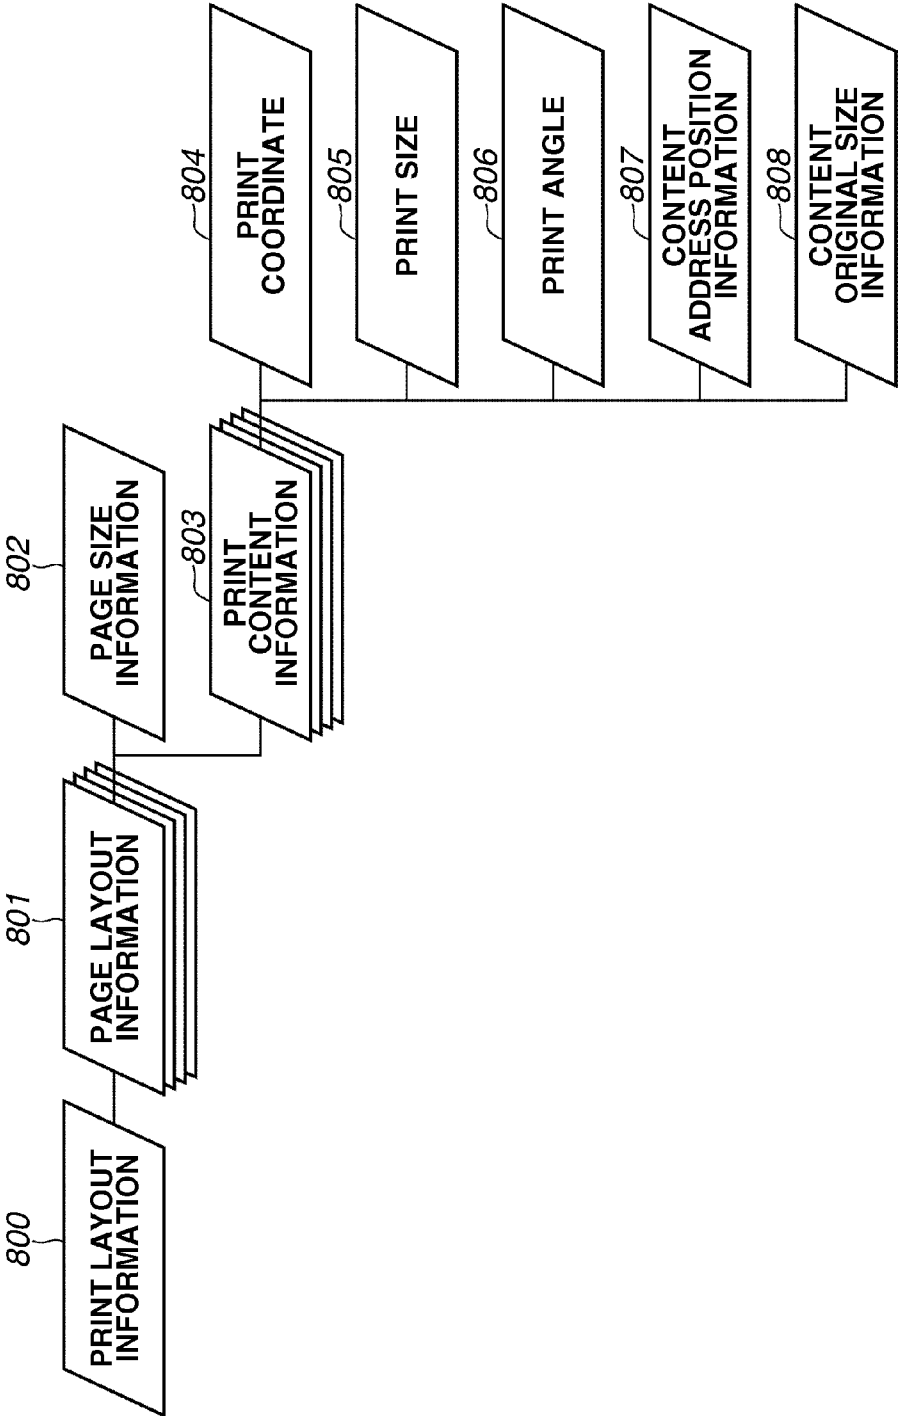 800
PRINT LAYOUT
INFORMATION
801
PAGE LAYOUT
INFORMATION
802
PAGE SIZE
INFORMATION
803
PRINT
CONTENT
INFORMATION
804
PRINT
COORDINATE
805
PRINT SIZE
806
PRINT ANGLE
807
CONTENT
ADDRESS POSITION
INFORMATION
808
CONTENT
ORIGINAL SIZE
INFORMATION